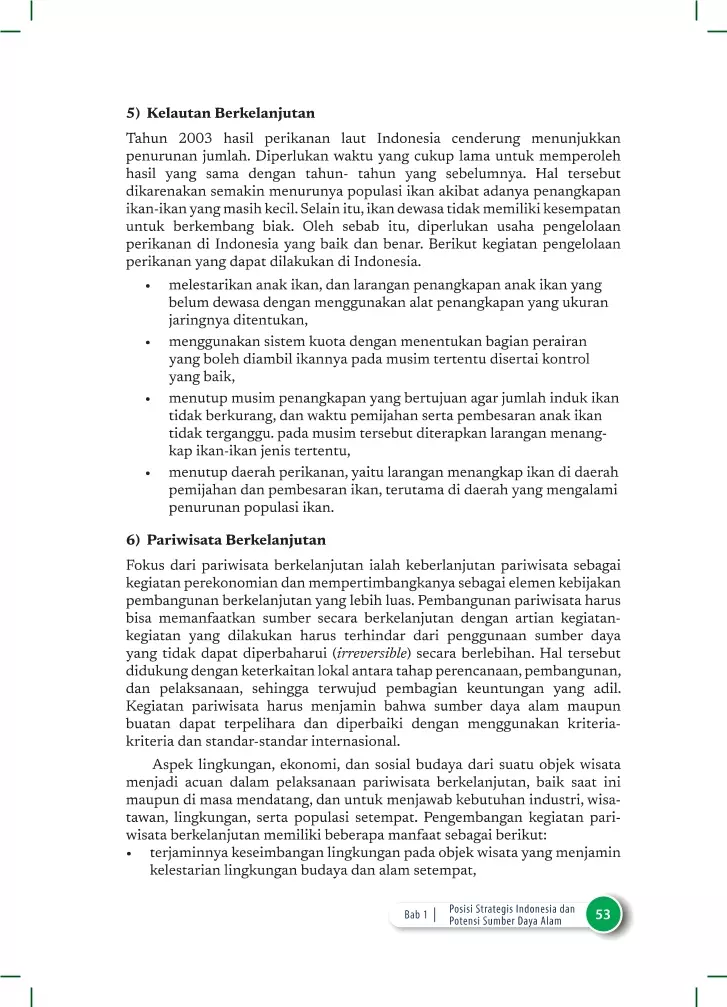 5) Kelautan Berkelanjutan
Tahun 2003 hasil perikanan laut Indonesia cenderung menunjukkan
penurunan jumlah. Diperlukan waktu yang cukup lama untuk memperoleh
hasil yang sama dengan tahun- tahun yang sebelumnya. Hal tersebut
dikarenakan semakin menurunya populasi ikan akibat adanya penangkapan
ikan-ikan yang masih kecil. Selain itu, ikan dewasa tidak memiliki kesempatan
untuk berkembang biak. Oleh sebab itu, diperlukan usaha pengelolaan
perikanan di Indonesia yang baik dan benar. Berikut kegiatan pengelolaan
perikanan yang dapat dilakukan di Indonesia.
• melestarikan anak ikan, dan larangan penangkapan anak ikan yang
belum dewasa dengan menggunakan alat penangkapan yang ukuran
jaringnya ditentukan,
• menggunakan sistem kuota dengan menentukan bagian perairan
yang boleh diambil ikannya pada musim tertentu disertai kontrol
yang baik,
• menutup musim penangkapan yang bertujuan agar jumlah induk ikan
tidak berkurang, dan waktu pemijahan serta pembesaran anak ikan
tidak terganggu. pada musim tersebut diterapkan larangan menang-
kap ikan-ikan jenis tertentu,
• menutup daerah perikanan, yaitu larangan menangkap ikan di daerah
pemijahan dan pembesaran ikan, terutama di daerah yang mengalami
penurunan populasi ikan.
6) Pariwisata Berkelanjutan
Fokus dari pariwisata berkelanjutan ialah keberlanjutan pariwisata sebagai
kegiatan perekonomian dan mempertimbangkanya sebagai elemen kebijakan
pembangunan berkelanjutan yang lebih luas. Pembangunan pariwisata harus
bisa memanfaatkan sumber secara berkelanjutan dengan artian kegiatan-
kegiatan yang dilakukan harus terhindar dari penggunaan sumber daya
yang tidak dapat diperbaharui (irreversible) secara berlebihan. Hal tersebut
didukung dengan keterkaitan lokal antara tahap perencanaan, pembangunan,
dan pelaksanaan, sehingga terwujud pembagian keuntungan yang adil.
Kegiatan pariwisata harus menjamin bahwa sumber daya alam maupun
buatan dapat terpelihara dan diperbaiki dengan menggunakan kriteria-
kriteria dan standar-standar internasional.
Aspek lingkungan, ekonomi, dan sosial budaya dari suatu objek wisata
menjadi acuan dalam pelaksanaan pariwisata berkelanjutan, baik saat ini
maupun di masa mendatang, dan untuk menjawab kebutuhan industri, wisa-
tawan, lingkungan, serta populasi setempat. Pengembangan kegiatan pari-
wisata berkelanjutan memiliki beberapa manfaat sebagai berikut:
• terjaminnya keseimbangan lingkungan pada objek wisata yang menjamin
kelestarian lingkungan budaya dan alam setempat,
Bab 1 | Posisi Strategis Indonesia dan
Potensi Sumber Daya Alam
53